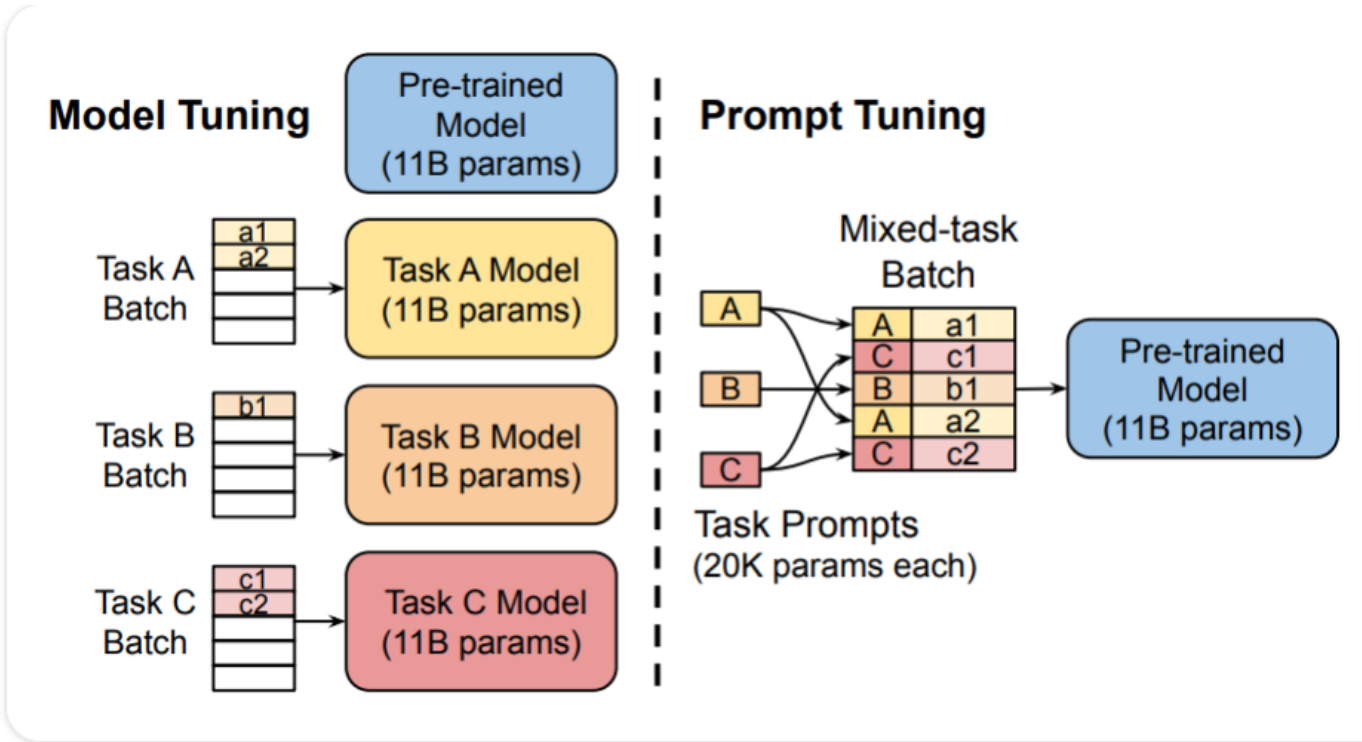 Model Tuning
Pre-trained
Model
(11B params)
a1
a2
Task A
Batch
Task A Model
(11B params)
b1
Task B
Batch
Task B Model
(11B params)
c1
c2
Task C
Batch
Task C Model
(11B params)
Prompt Tuning
Mixed-task
Batch
A
B
C
A a1
C c1
B b1
A a2
C c2
Task Prompts
(20K params each)
Pre-trained
Model
(11B params)